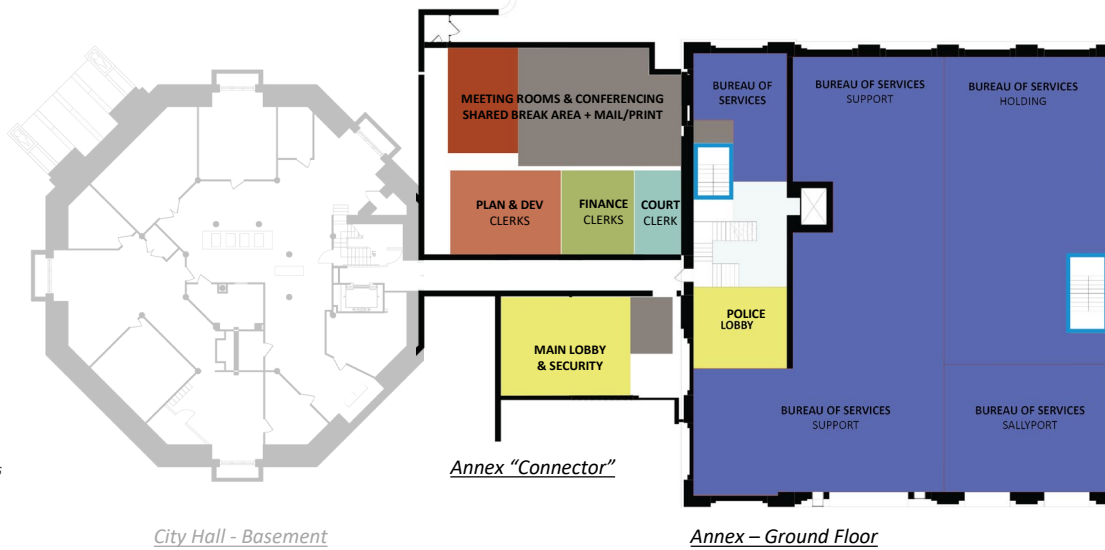 MEETING ROOMS & CONFERENCING
SHARED BREAK AREA + MAIL/PRINT
BUREAU OF
SERVICES
BUREAU OF SERVICES
SUPPORT
BUREAU OF SERVICES
HOLDING
PLAN & DEV
CLERKS
FINANCE
CLERKS
COURT
CLERK
POLICE
LOBBY
MAIN LOBBY
& SECURITY
BUREAU OF SERVICES
SUPPORT
BUREAU OF SERVICES
SALLYPORT
Annex “Connector”
City Hall - Basement
Annex – Ground Floor